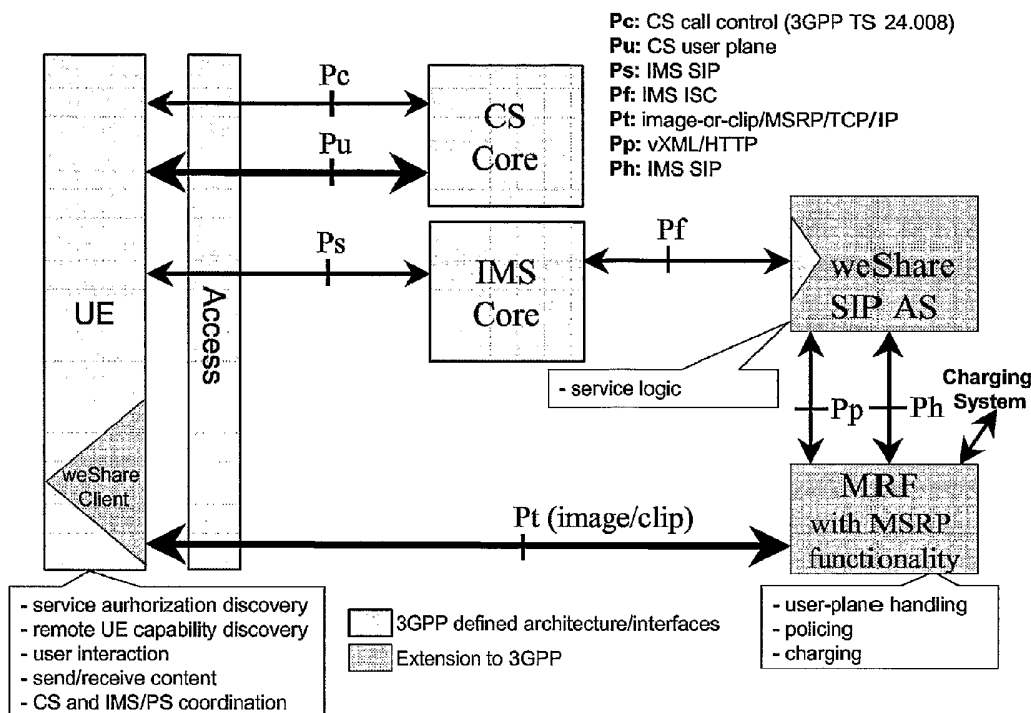 Pc: CS call control (3GPP TS 24.008)
Pu: CS user plane
Ps: IMS SIP
Pf: IMS ISC
Pt: image-or-clip/MSRP/TCP/IP
Pp: vXML/HTTP
Ph: IMS SIP
Pc
CS
Core
Pu
Ps
IMS
Core
Pf
weShare
SIP AS
UE
Access
- service logic
Charging
System
Pp
Ph
weShare
Client
MRF
with MSRP
functionality
Pt (image/clip)
- service aurhorization discovery
- remote UE capability discovery
- user interaction
- send/receive content
- CS and IMS/PS coordination
3GPP defined architecture/interfaces
Extension to 3GPP
- user-plane handling
- policing
- charging